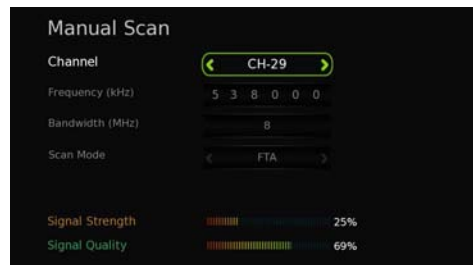 Manual Scan
Channel CH-29
Frequency (kHz) 5 3 8 0 0 0
Bandwidth (MHz) 8
Scan Mode FTA
Signal Strength 25%
Signal Quality 69%